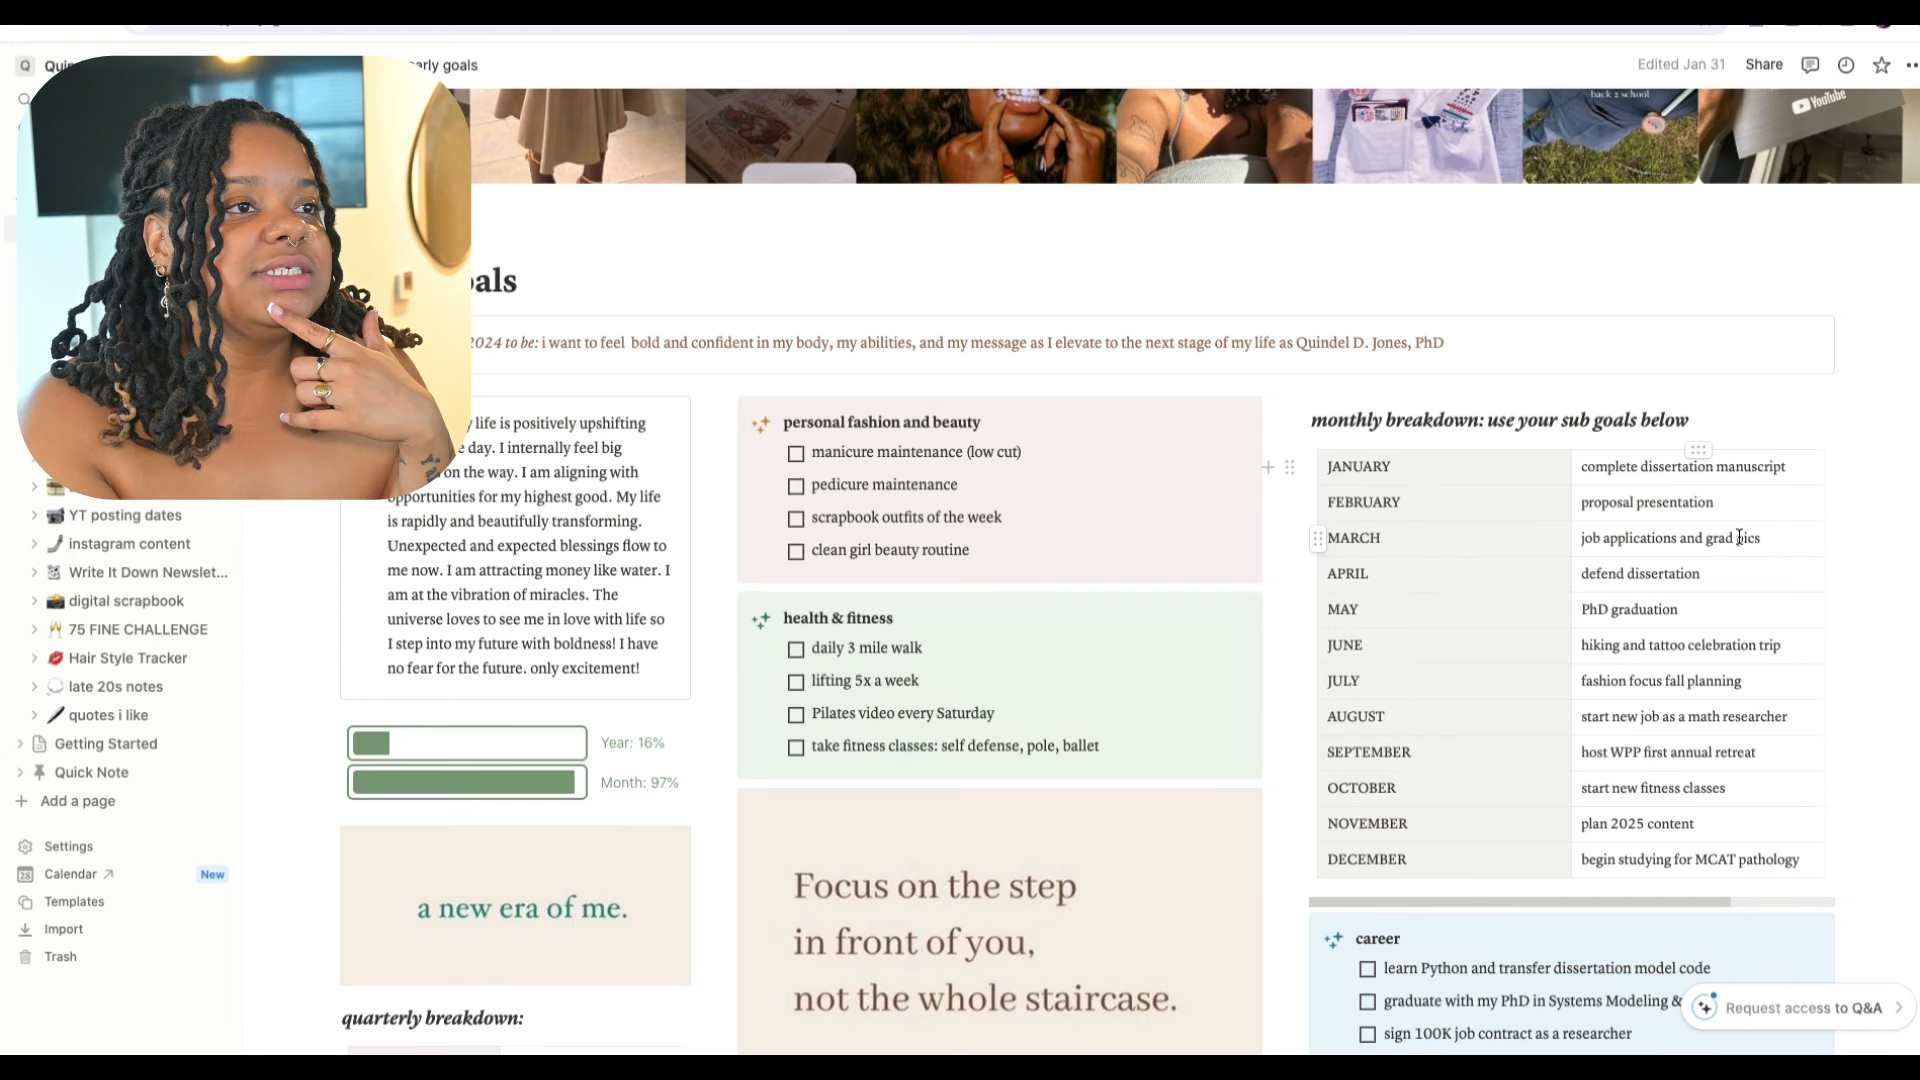 Q Qui
arly goals
Edited Jan 31
Share
back 2 school
YouTube
als
2024 to be: i want to feel bold and confident in my body, my abilities, and my message as I elevate to the next stage of my life as Quindel D. Jones, PhD
life is positively upshifting
day. I internally feel big
on the way. I am aligning with
opportunities for my highest good. My life
is rapidly and beautifully transforming.
Unexpected and expected blessings flow to
me now. I am attracting money like water. I
am at the vibration of miracles. The
universe loves to see me in love with life so
I step into my future with boldness! I have
no fear for the future. only excitement!
YT posting dates
instagram content
Write It Down Newslet...
digital scrapbook
75 FINE CHALLENGE
Hair Style Tracker
late 20s notes
quotes i like
Getting Started
Quick Note
Add a page
Settings
Calendar ↗ New
Templates
Import
Trash
Year: 16%
Month: 97%
a new era of me.
quarterly breakdown:
personal fashion and beauty
manicure maintenance (low cut)
pedicure maintenance
scrapbook outfits of the week
clean girl beauty routine
health & fitness
daily 3 mile walk
lifting 5x a week
Pilates video every Saturday
take fitness classes: self defense, pole, ballet
Focus on the step
in front of you,
not the whole staircase.
monthly breakdown: use your sub goals below
JANUARY complete dissertation manuscript
FEBRUARY proposal presentation
MARCH job applications and grad pics
APRIL defend dissertation
MAY PhD graduation
JUNE hiking and tattoo celebration trip
JULY fashion focus fall planning
AUGUST start new job as a math researcher
SEPTEMBER host WPP first annual retreat
OCTOBER start new fitness classes
NOVEMBER plan 2025 content
DECEMBER begin studying for MCAT pathology
career
learn Python and transfer dissertation model code
graduate with my PhD in Systems Modeling &
sign 100K job contract as a researcher
Request access to Q&A